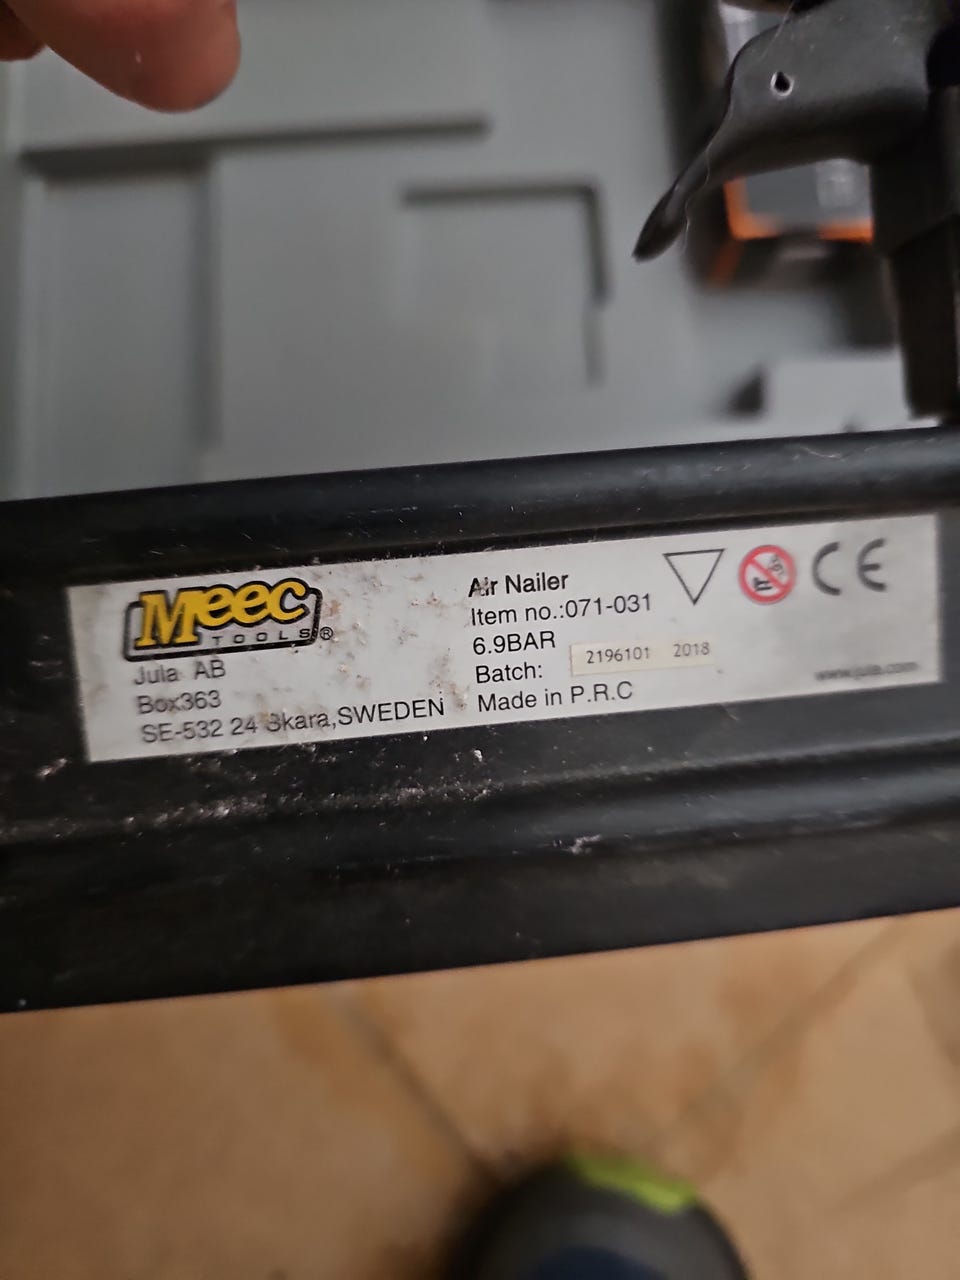 Meec
TOOLS®
Jula AB
Box363
SE-532 24 Skara,SWEDEN
Air Nailer
Item no.:071-031
6.9BAR
Batch: 2196101 2018
Made in P.R.C
CE
www.jula.com